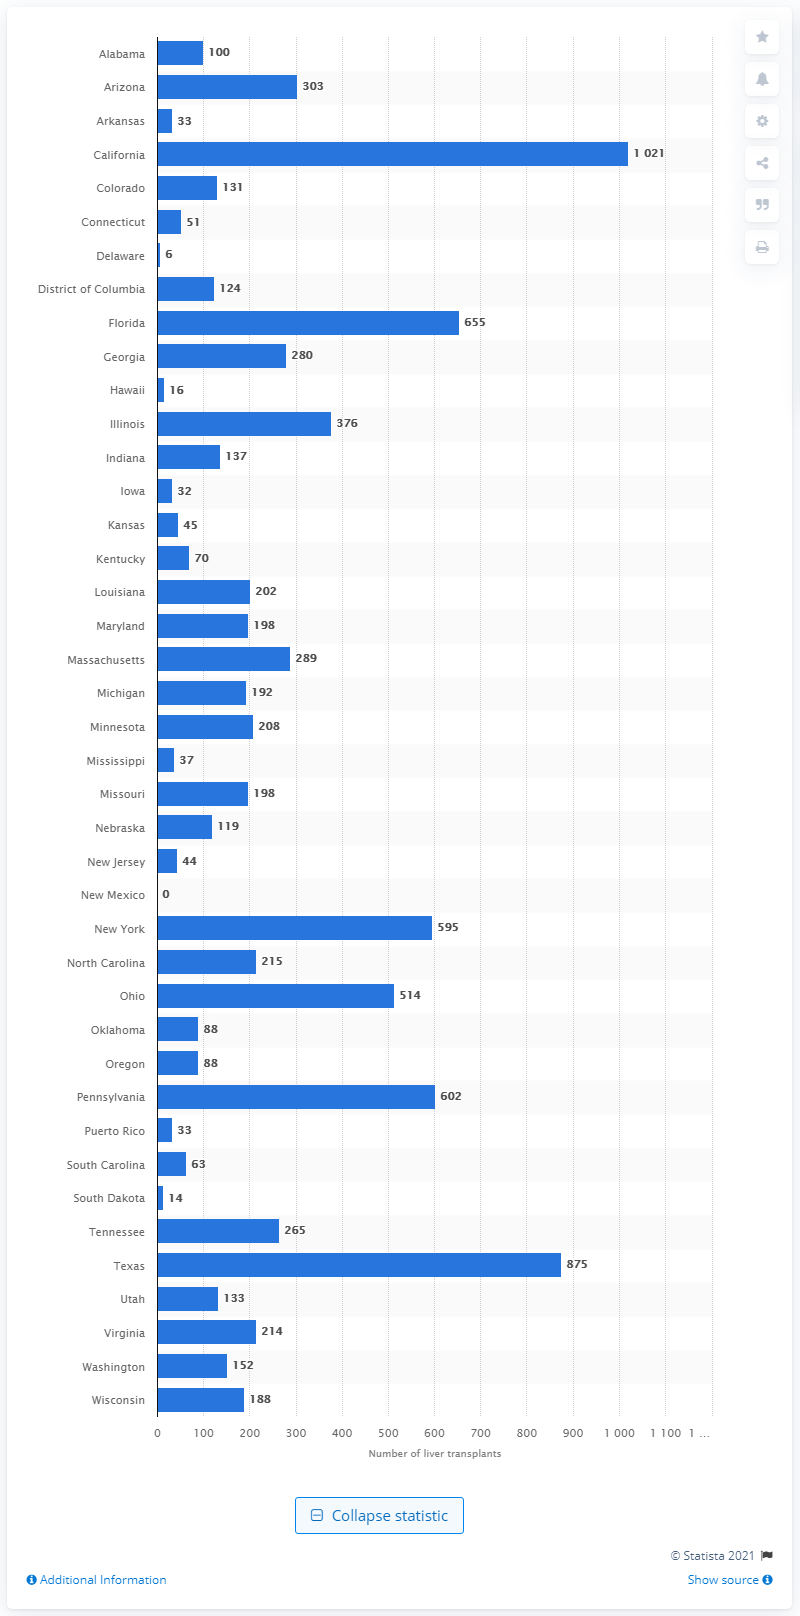 Alabama 100
Arizona 303
Arkansas 33
California 1 021
Colorado 131
Connecticut 51
Delaware 6
District of Columbia 124
Florida 655
Georgia 280
Hawaii 16
Illinois 376
Indiana 137
Iowa 32
Kansas 45
Kentucky 70
Louisiana 202
Maryland 198
Massachusetts 289
Michigan 192
Minnesota 208
Mississippi 37
Missouri 198
Nebraska 119
New Jersey 44
New Mexico 0
New York 595
North Carolina 215
Ohio 514
Oklahoma 88
Oregon 88
Pennsylvania 602
Puerto Rico 33
South Carolina 63
South Dakota 14
Tennessee 265
Texas 875
Utah 133
Virginia 214
Washington 152
Wisconsin 188
0 100 200 300 400 500 600 700 800 900 1 000 1 100 1 ...
Number of liver transplants
Collapse statistic
© Statista 2021
Additional Information Show source